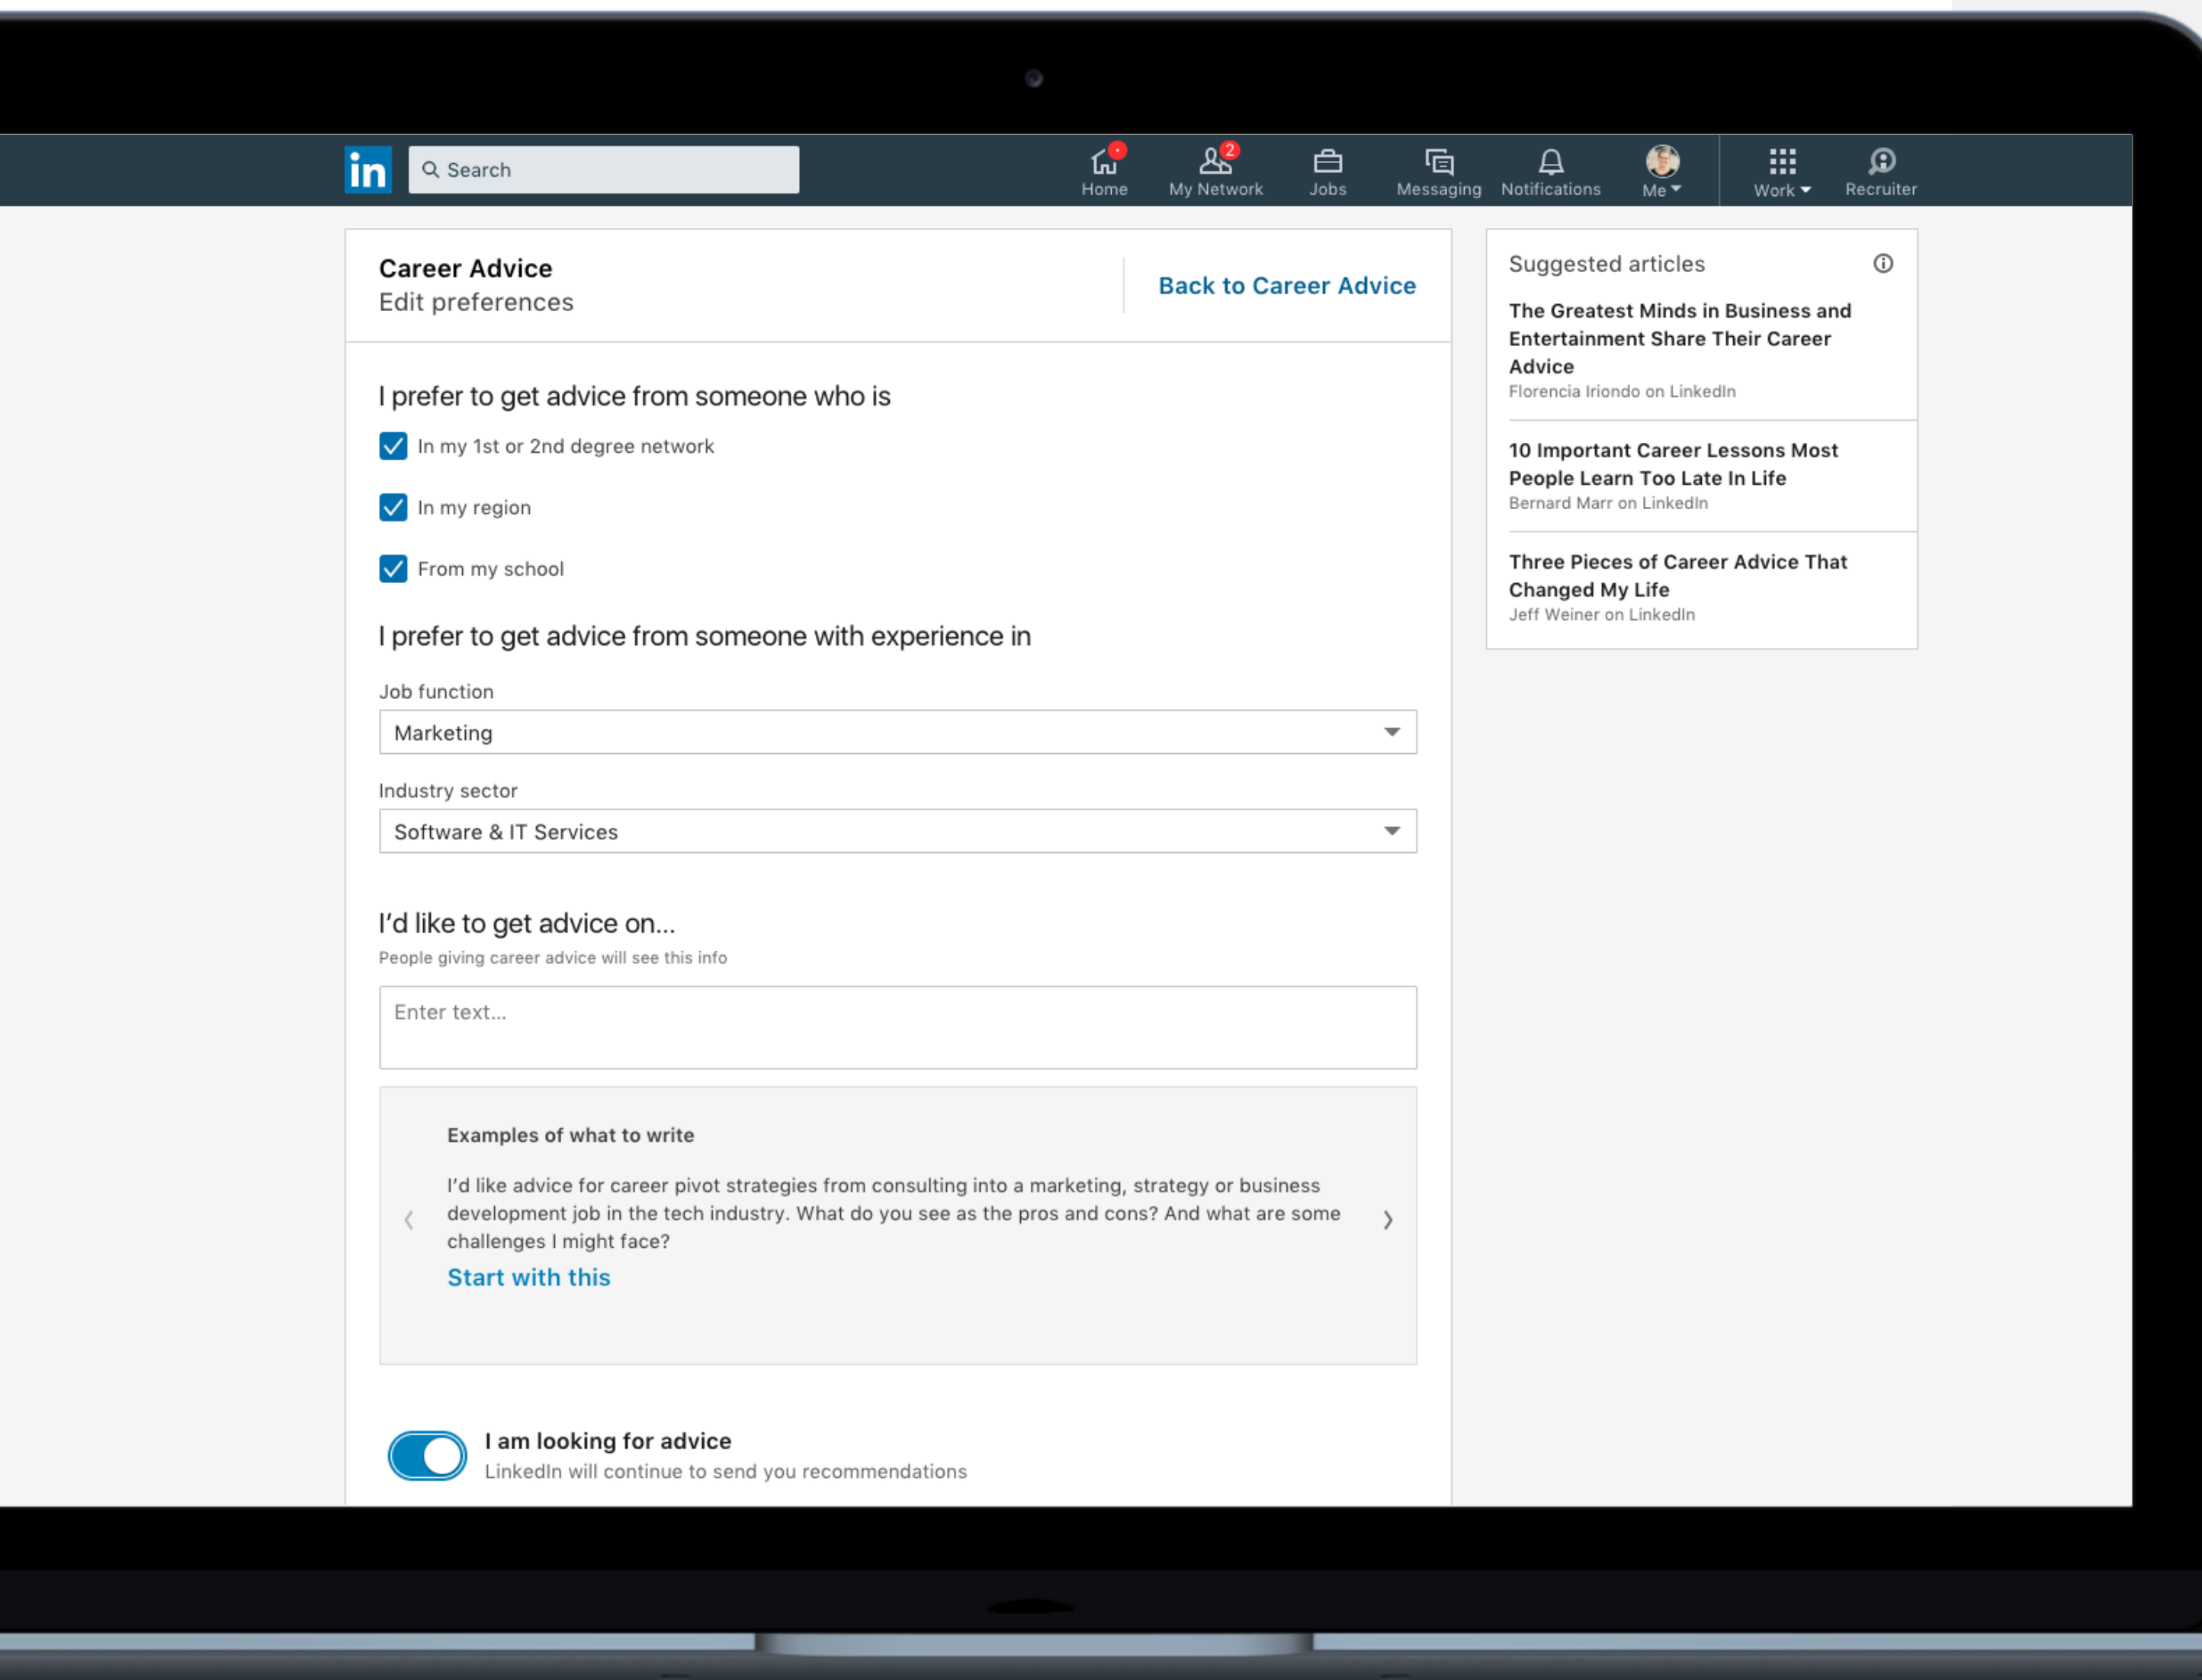 in
Search
Home
2
My Network
Jobs
Messaging
Notifications
Me
Work
Recruiter
Career Advice
Edit preferences
Back to Career Advice
I prefer to get advice from someone who is
In my 1st or 2nd degree network
In my region
From my school
I prefer to get advice from someone with experience in
Job function
Marketing
Industry sector
Software & IT Services
I'd like to get advice on...
People giving career advice will see this info
Enter text...
Examples of what to write
I'd like advice for career pivot strategies from consulting into a marketing, strategy or business
development job in the tech industry. What do you see as the pros and cons? And what are some
challenges I might face?
Start with this
I am looking for advice
LinkedIn will continue to send you recommendations
Suggested articles
The Greatest Minds in Business and
Entertainment Share Their Career
Advice
Florencia Iriondo on LinkedIn
10 Important Career Lessons Most
People Learn Too Late In Life
Bernard Marr on LinkedIn
Three Pieces of Career Advice That
Changed My Life
Jeff Weiner on LinkedIn